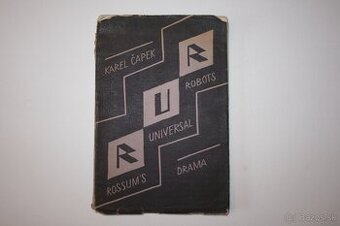 KAREL ČAPEK
R
ROBOTS
U
UNIVERSAL
R
ROSSUM'S
DRAMA